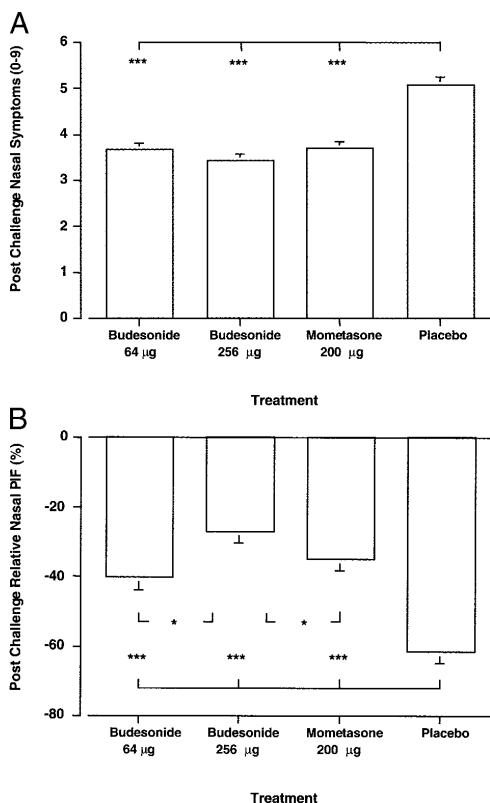 A
Post Challenge Nasal Symptoms (0-9)
6
5
4
3
2
1
0
***
***
***
Budesonide
64 μg
Budesonide
256 μg
Mometasone
200 μg
Placebo
Treatment
B
Post Challenge Relative Nasal PIF (%)
0
-20
-40
-60
-80
*
*
***
***
***
Budesonide
64 μg
Budesonide
256 μg
Mometasone
200 μg
Placebo
Treatment